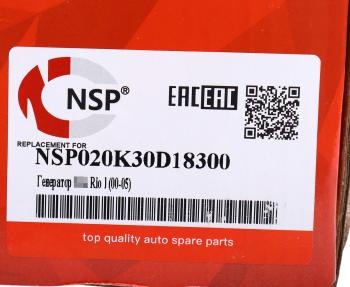 NSP®
EAC EAC
REPLACEMENT FOR
NSP020K30D18300
Генератор Rio I (00-05)
top quality auto spare parts